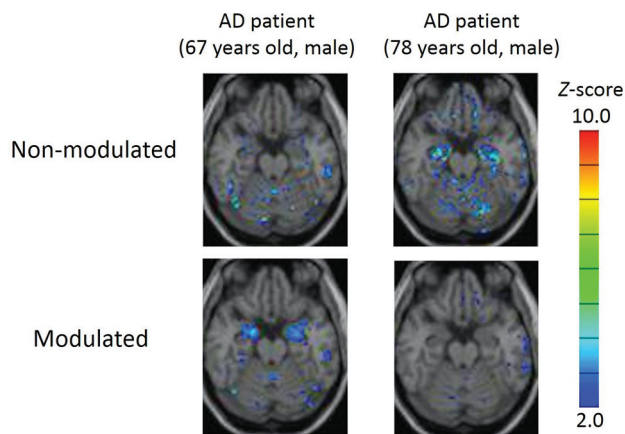 AD patient
(67 years old, male)
AD patient
(78 years old, male)
Z-score
10.0
Non-modulated
Modulated
2.0